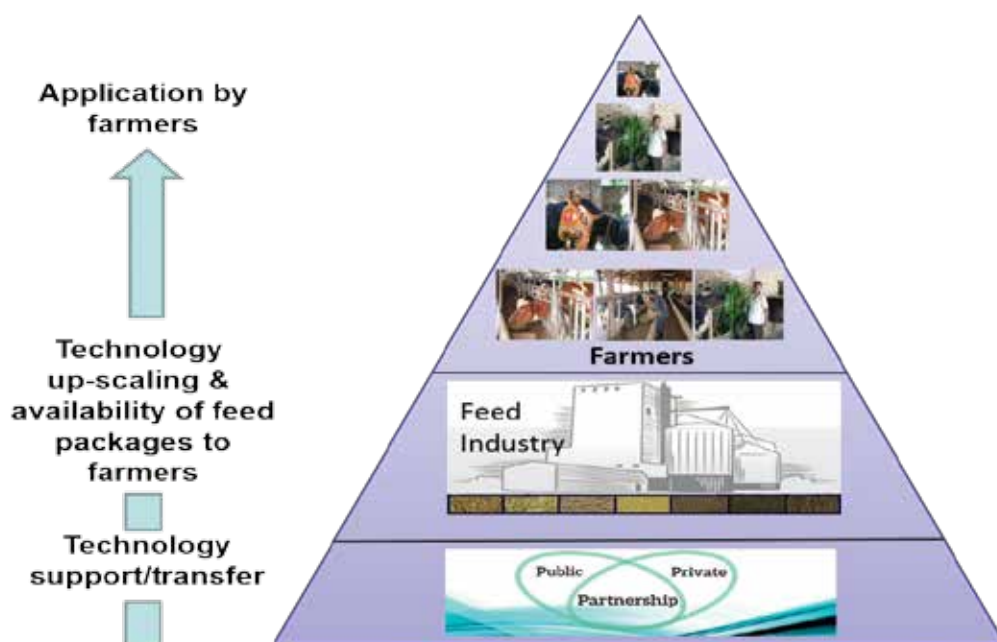 Application by
farmers
Technology
up-scaling &
availability of feed
packages to
farmers
Technology
support/transfer
Farmers
Feed
Industry
Public
Private
Partnership